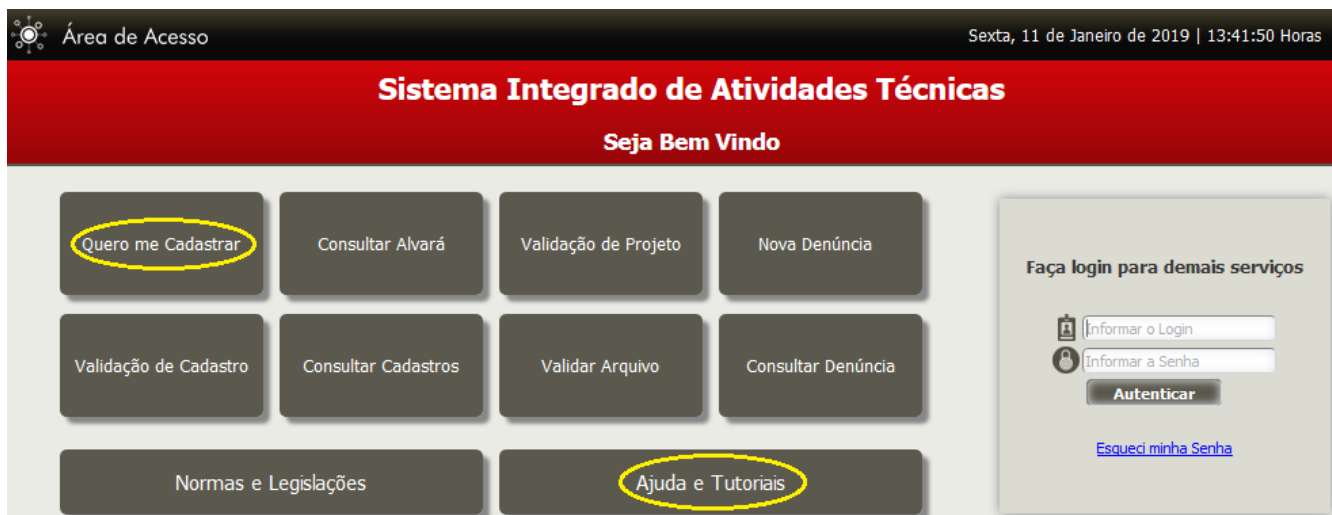 Área de Acesso
Sexta, 11 de Janeiro de 2019 | 13:41:50 Horas
Sistema Integrado de Atividades Técnicas
Seja Bem Vindo
Quero me Cadastrar
Consultar Alvará
Validação de Projeto
Nova Denúncia
Validação de Cadastro
Consultar Cadastros
Validar Arquivo
Consultar Denúncia
Normas e Legislações
Ajuda e Tutoriais
Faça login para demais serviços
Informar o Login
Informar a Senha
Autenticar
Esqueci minha Senha